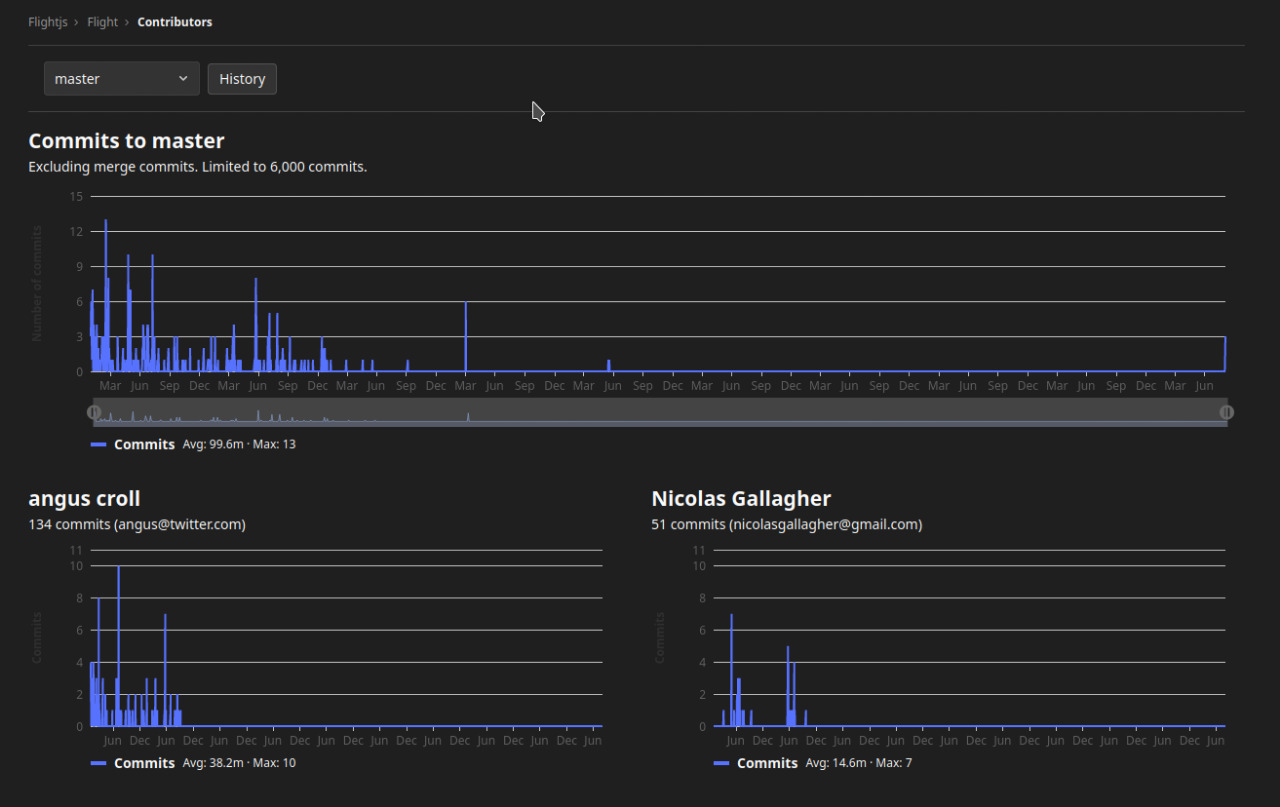 Flightjs › Flight › Contributors
master History
Commits to master
Excluding merge commits. Limited to 6,000 commits.
Number of commits
15
12
9
6
3
0
Mar Jun Sep Dec Mar Jun Sep Dec Mar Jun Sep Dec Mar Jun Sep Dec Mar Jun Sep Dec Mar Jun Sep Dec Mar Jun Sep Dec Mar Jun Sep Dec Mar Jun Sep Dec Mar Jun
Commits Avg: 99.6m · Max: 13
angus croll
134 commits (angus@twitter.com)
Commits
11
10
8
6
4
2
0
Jun Dec Jun Dec Jun Dec Jun Dec Jun Dec Jun Dec Jun Dec Jun Dec Jun Dec Jun
Commits Avg: 38.2m · Max: 10
Nicolas Gallagher
51 commits (nicolasgallagher@gmail.com)
Commits
11
10
8
6
4
2
0
Jun Dec Jun Dec Jun Dec Jun Dec Jun Dec Jun Dec Jun Dec Jun Dec Jun Dec Jun
Commits Avg: 14.6m · Max: 7